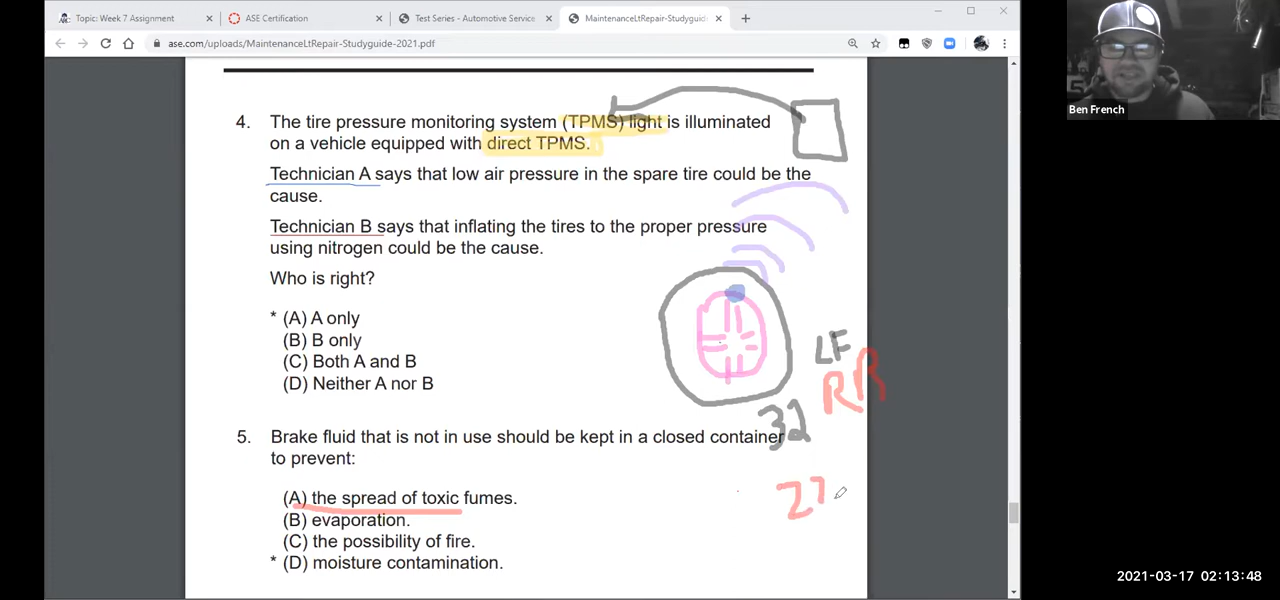 Topic: Week 7 Assignment
ASE Certification
Test Series - Automotive Service
MaintenanceLtRepair-Studyguide
ase.com/uploads/MaintenanceLtRepair-Studyguide-2021.pdf
Ben French
4. The tire pressure monitoring system (TPMS) light is illuminated
on a vehicle equipped with direct TPMS.
Technician A says that low air pressure in the spare tire could be the
cause.
Technician B says that inflating the tires to the proper pressure
using nitrogen could be the cause.
Who is right?
* (A) A only
(B) B only
(C) Both A and B
(D) Neither A nor B
LF
RR
32
5. Brake fluid that is not in use should be kept in a closed container
to prevent:
(A) the spread of toxic fumes.
(B) evaporation.
(C) the possibility of fire.
* (D) moisture contamination.
27
2021-03-17 02:13:48